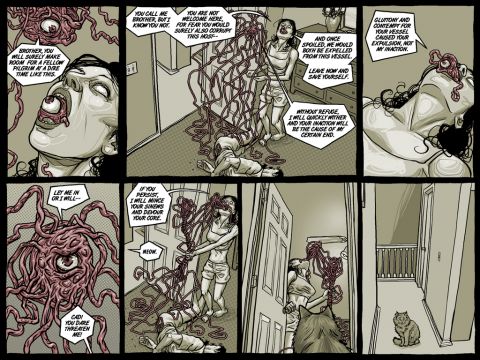 BROTHER, YOU
WILL SURELY MAKE
ROOM FOR A FELLOW
PILGRIM AT A DIRE
TIME LIKE THIS.
YOU CALL ME
BROTHER, BUT I
KNOW YOU NOT.
YOU ARE NOT
WELCOME HERE,
FOR FEAR YOU WOULD
SURELY ALSO CORRUPT
THIS HOST--
AND ONCE
SPOILED, WE WOULD
BOTH BE EXPELLED
FROM THIS VESSEL.
LEAVE NOW AND
SAVE YOURSELF.
WITHOUT REFUGE,
I WILL QUICKLY WITHER
AND YOUR INACTION WILL
BE THE CAUSE OF MY
CERTAIN END.
GLUTTONY AND
CONTEMPT FOR
YOUR VESSEL
CAUSED YOUR
EXPULSION, NOT
MY INACTION.
LET ME IN
OR I WILL--
CAD!
YOU DARE
THREATEN
ME!
IF YOU
PERSIST,
I WILL MINCE
YOUR SINEWS
AND DEVOUR
YOUR CORE.
MEOW.